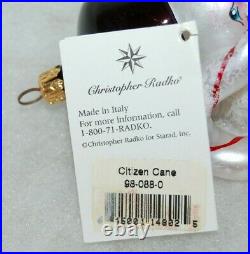 Christopher Radko®
Made in Italy
For more information, call
1-800-71-RADKO.
©Christopher Radko for Starad, Inc.
Citizen Cane
98-088-0